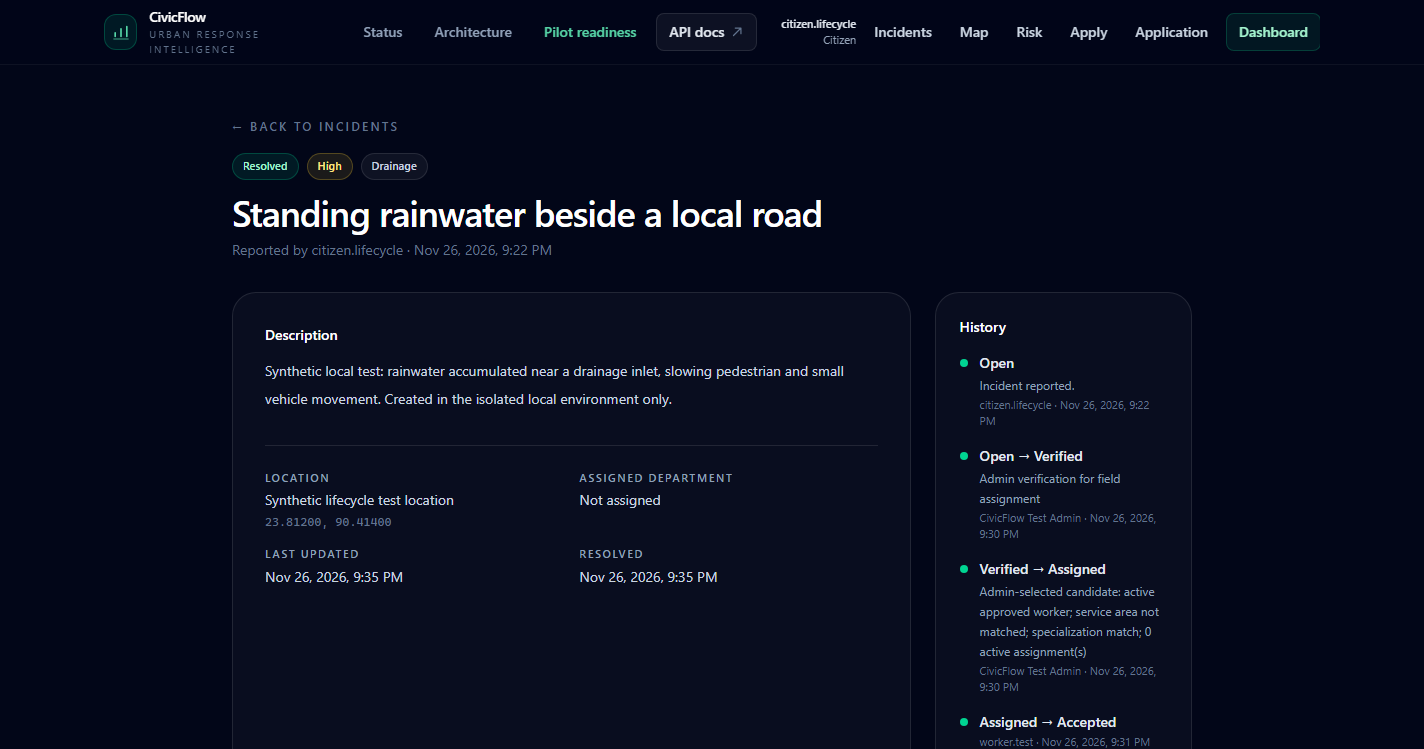 CivicFlow
URBAN RESPONSE
INTELLIGENCE
Status
Architecture
Pilot readiness
API docs ↗
citizen.lifecycle
Citizen
Incidents
Map
Risk
Apply
Application
Dashboard
← BACK TO INCIDENTS
Resolved
High
Drainage
Standing rainwater beside a local road
Reported by citizen.lifecycle · Nov 26, 2026, 9:22 PM
Description
Synthetic local test: rainwater accumulated near a drainage inlet, slowing pedestrian and small
vehicle movement. Created in the isolated local environment only.
LOCATION
Synthetic lifecycle test location
23.81200, 90.41400
ASSIGNED DEPARTMENT
Not assigned
LAST UPDATED
Nov 26, 2026, 9:35 PM
RESOLVED
Nov 26, 2026, 9:35 PM
History
Open
Incident reported.
citizen.lifecycle · Nov 26, 2026, 9:22
PM
Open → Verified
Admin verification for field
assignment
CivicFlow Test Admin · Nov 26, 2026,
9:30 PM
Verified → Assigned
Admin-selected candidate: active
approved worker; service area not
matched; specialization match; 0
active assignment(s)
CivicFlow Test Admin · Nov 26, 2026,
9:30 PM
Assigned → Accepted
worker.test · Nov 26, 2026, 9:31 PM